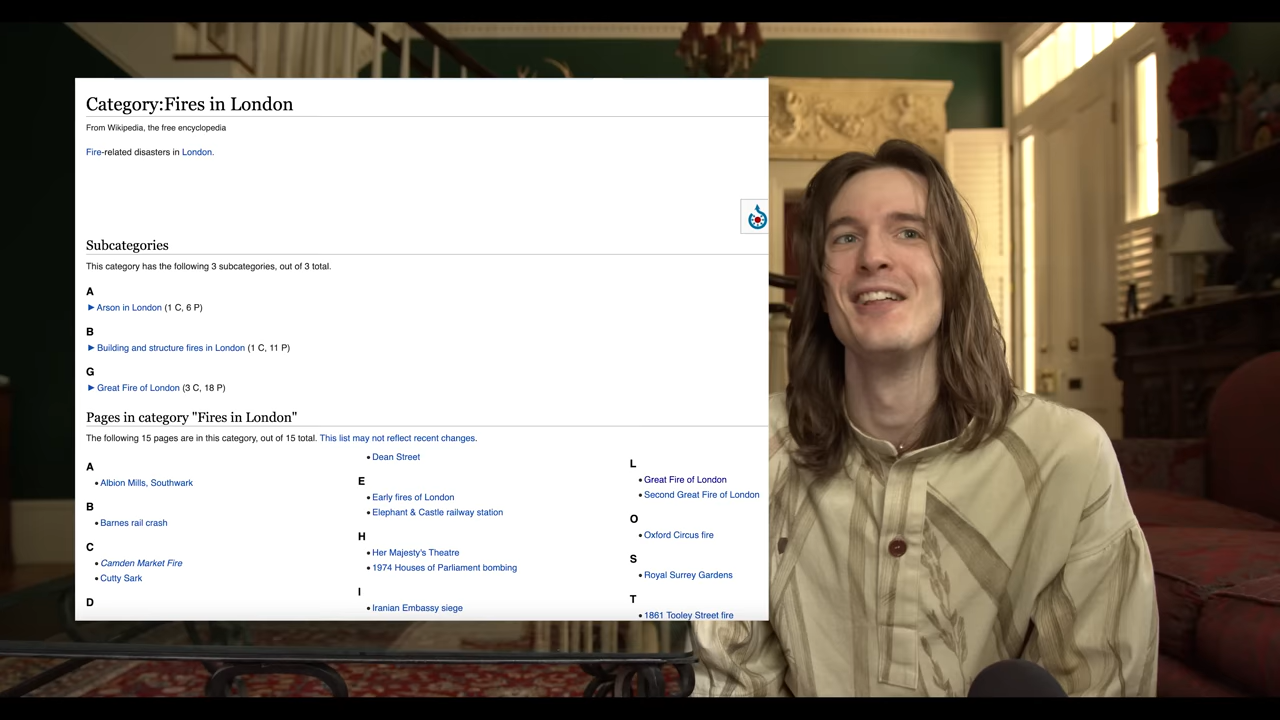 Category:Fires in London
From Wikipedia, the free encyclopedia
Fire-related disasters in London.
Subcategories
This category has the following 3 subcategories, out of 3 total.
A
► Arson in London (1 C, 6 P)
B
► Building and structure fires in London (1 C, 11 P)
G
► Great Fire of London (3 C, 18 P)
Pages in category "Fires in London"
The following 15 pages are in this category, out of 15 total. This list may not reflect recent changes.
A
• Albion Mills, Southwark
B
• Barnes rail crash
C
• Camden Market Fire
• Cutty Sark
D
• Dean Street
E
• Early fires of London
• Elephant & Castle railway station
H
• Her Majesty's Theatre
• 1974 Houses of Parliament bombing
I
• Iranian Embassy siege
L
• Great Fire of London
• Second Great Fire of London
O
• Oxford Circus fire
S
• Royal Surrey Gardens
T
• 1861 Tooley Street fire